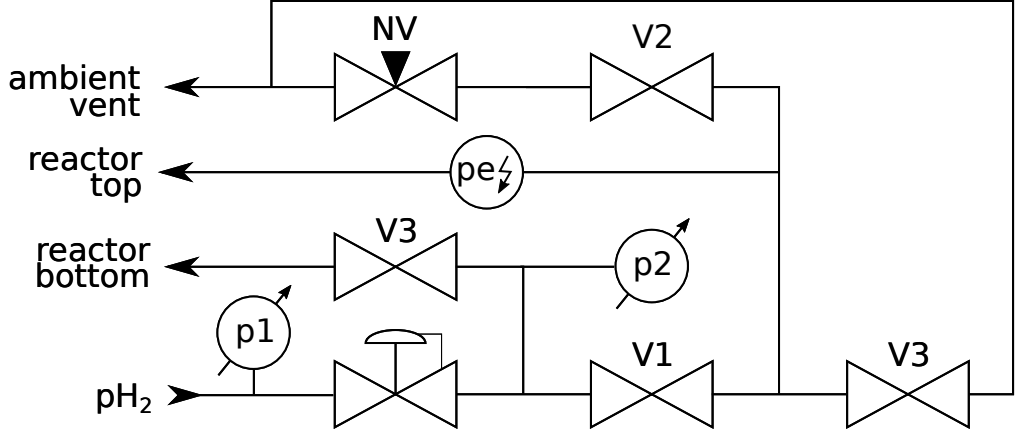 NV
V2
ambient
vent
reactor
top
pe
V3
reactor
bottom
p2
p1
V1
V3
pH₂